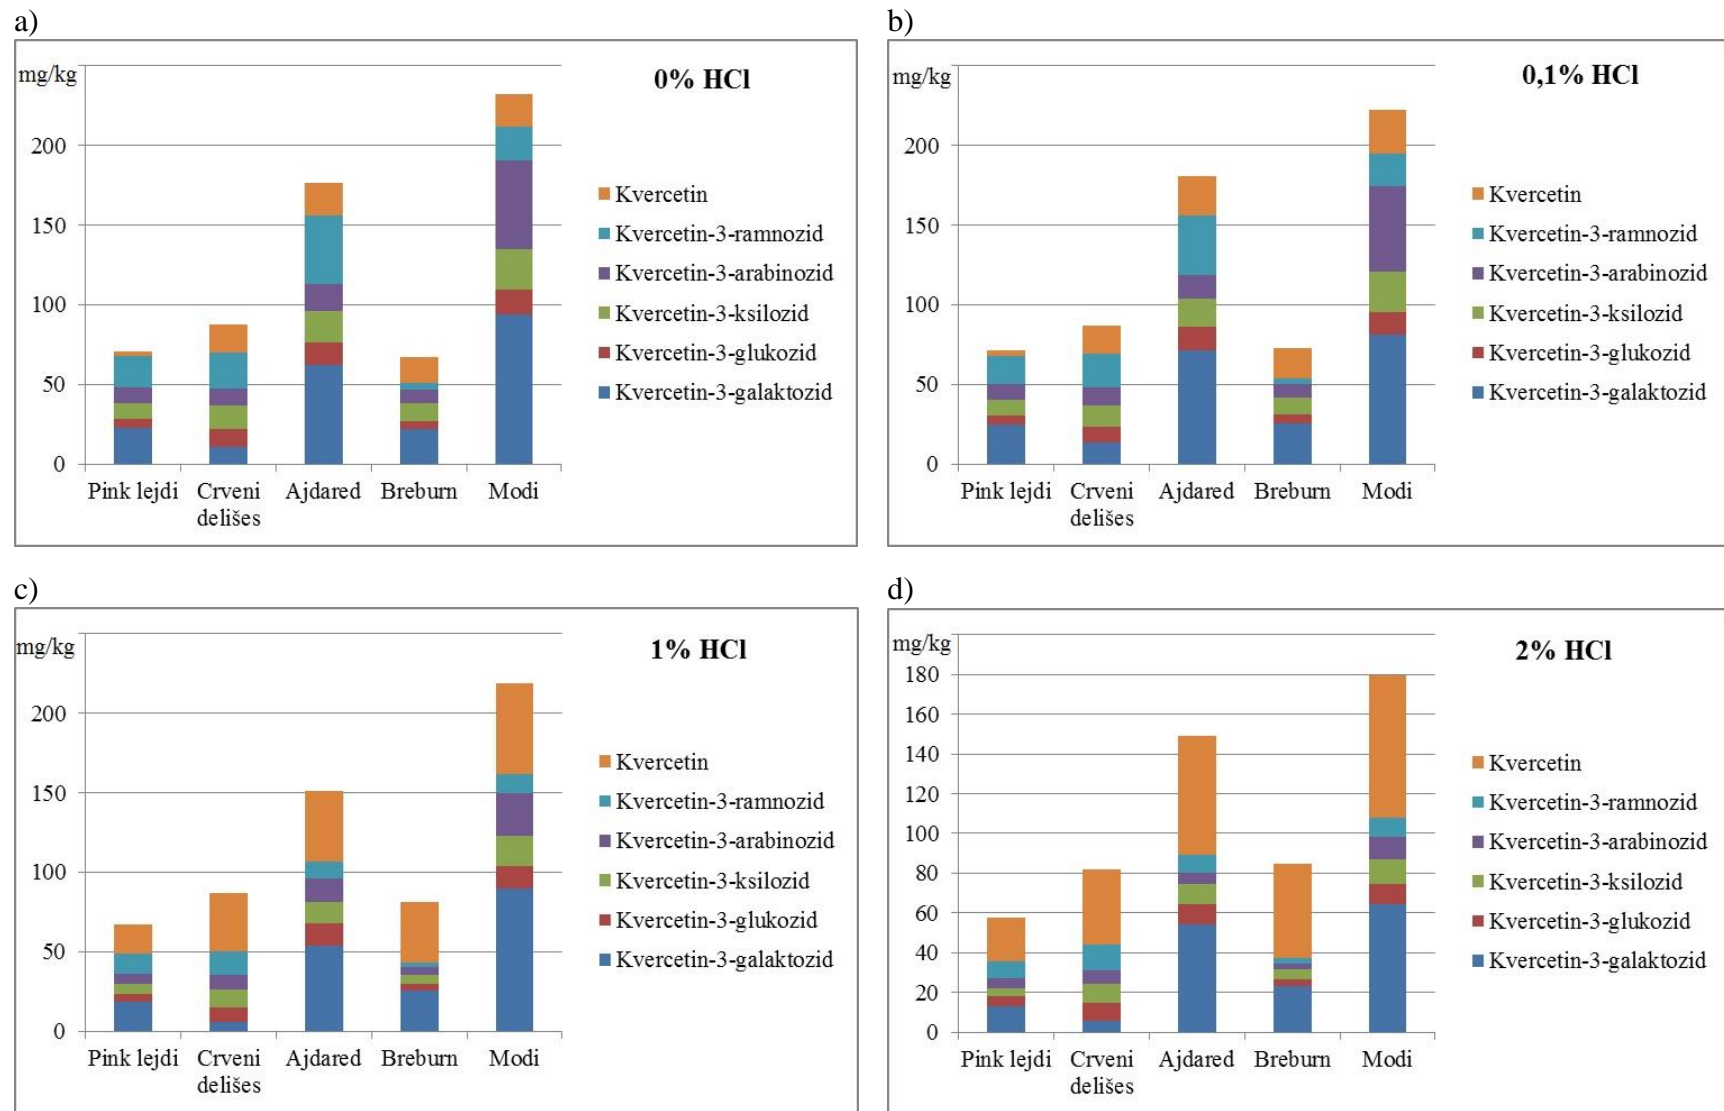 a)
mg/kg
0% HCl
200
150
100
50
0
Pink lejdi
Crveni
delišes
Ajdared
Breburn
Modi
Kvercetin
Kvercetin-3-ramnozid
Kvercetin-3-arabinozid
Kvercetin-3-ksilozid
Kvercetin-3-glukozid
Kvercetin-3-galaktozid
b)
mg/kg
0,1% HCl
200
150
100
50
0
Pink lejdi
Crveni
delišes
Ajdared
Breburn
Modi
Kvercetin
Kvercetin-3-ramnozid
Kvercetin-3-arabinozid
Kvercetin-3-ksilozid
Kvercetin-3-glukozid
Kvercetin-3-galaktozid
c)
mg/kg
1% HCl
200
150
100
50
0
Pink lejdi
Crveni
delišes
Ajdared
Breburn
Modi
Kvercetin
Kvercetin-3-ramnozid
Kvercetin-3-arabinozid
Kvercetin-3-ksilozid
Kvercetin-3-glukozid
Kvercetin-3-galaktozid
d)
mg/kg
2% HCl
180
160
140
120
100
80
60
40
20
0
Pink lejdi
Crveni
delišes
Ajdared
Breburn
Modi
Kvercetin
Kvercetin-3-ramnozid
Kvercetin-3-arabinozid
Kvercetin-3-ksilozid
Kvercetin-3-glukozid
Kvercetin-3-galaktozid